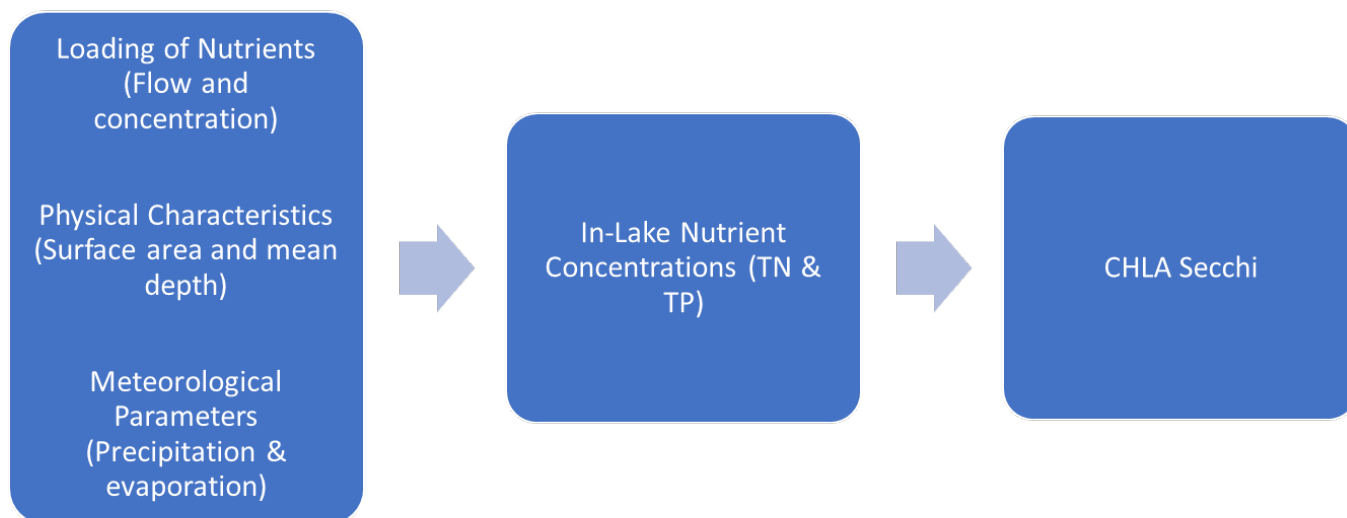 Loading of Nutrients
(Flow and
concentration)
Physical Characteristics
(Surface area and mean
depth)
Meteorological
Parameters
(Precipitation &
evaporation)
In-Lake Nutrient
Concentrations (TN &
TP)
CHLA Secchi